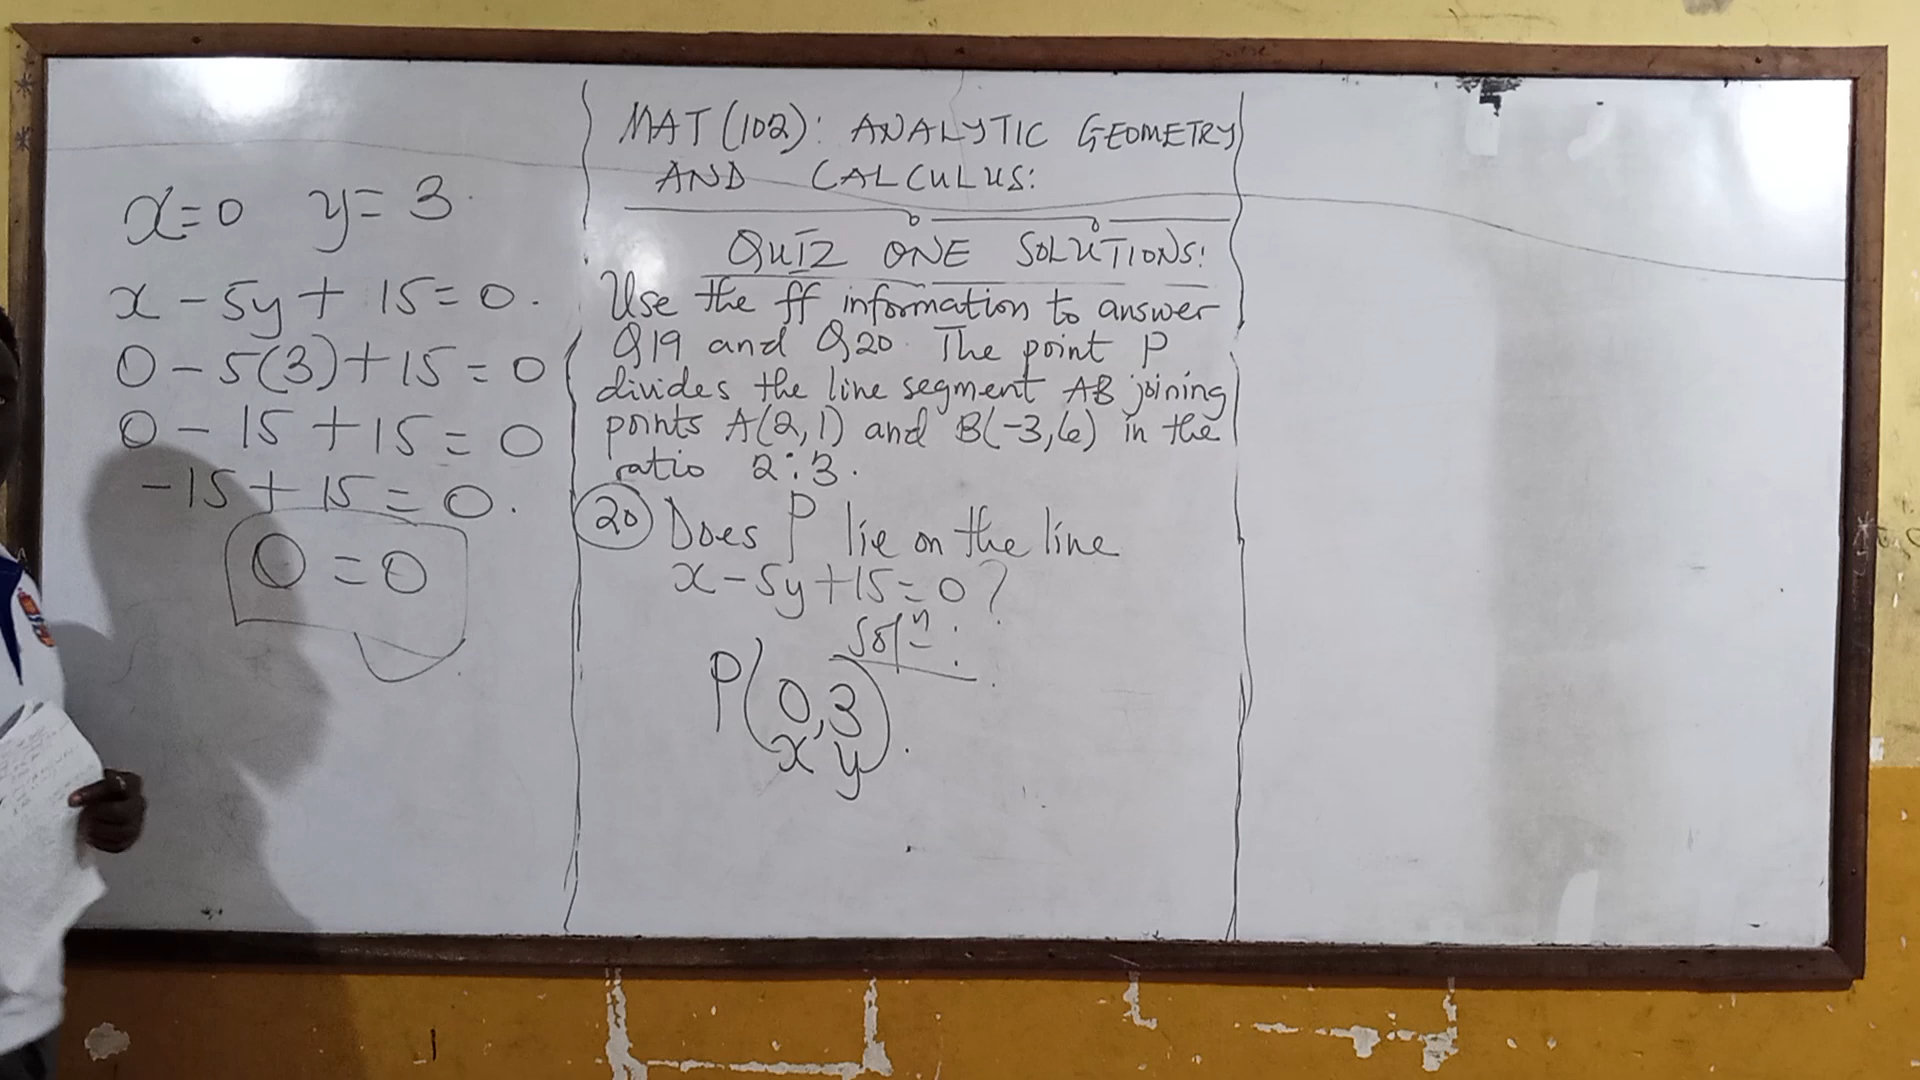 x=0 y=3.
x-5y+15=0.
0-5(3)+15=0
0-15+15=0
-15+15=0.
0=0
MAT(102): ANALYTIC GEOMETRY
AND CALCULUS:
QUIZ ONE SOLUTIONS:
Use the ff information to answer
Q19 and Q20. The point P
divides the line segment AB joining
points A(2,1) and B(-3,6) in the
ratio 2:3.
20 Does P lie on the line
x-5y+15=0?
Solⁿ:
P(0,3)
x y